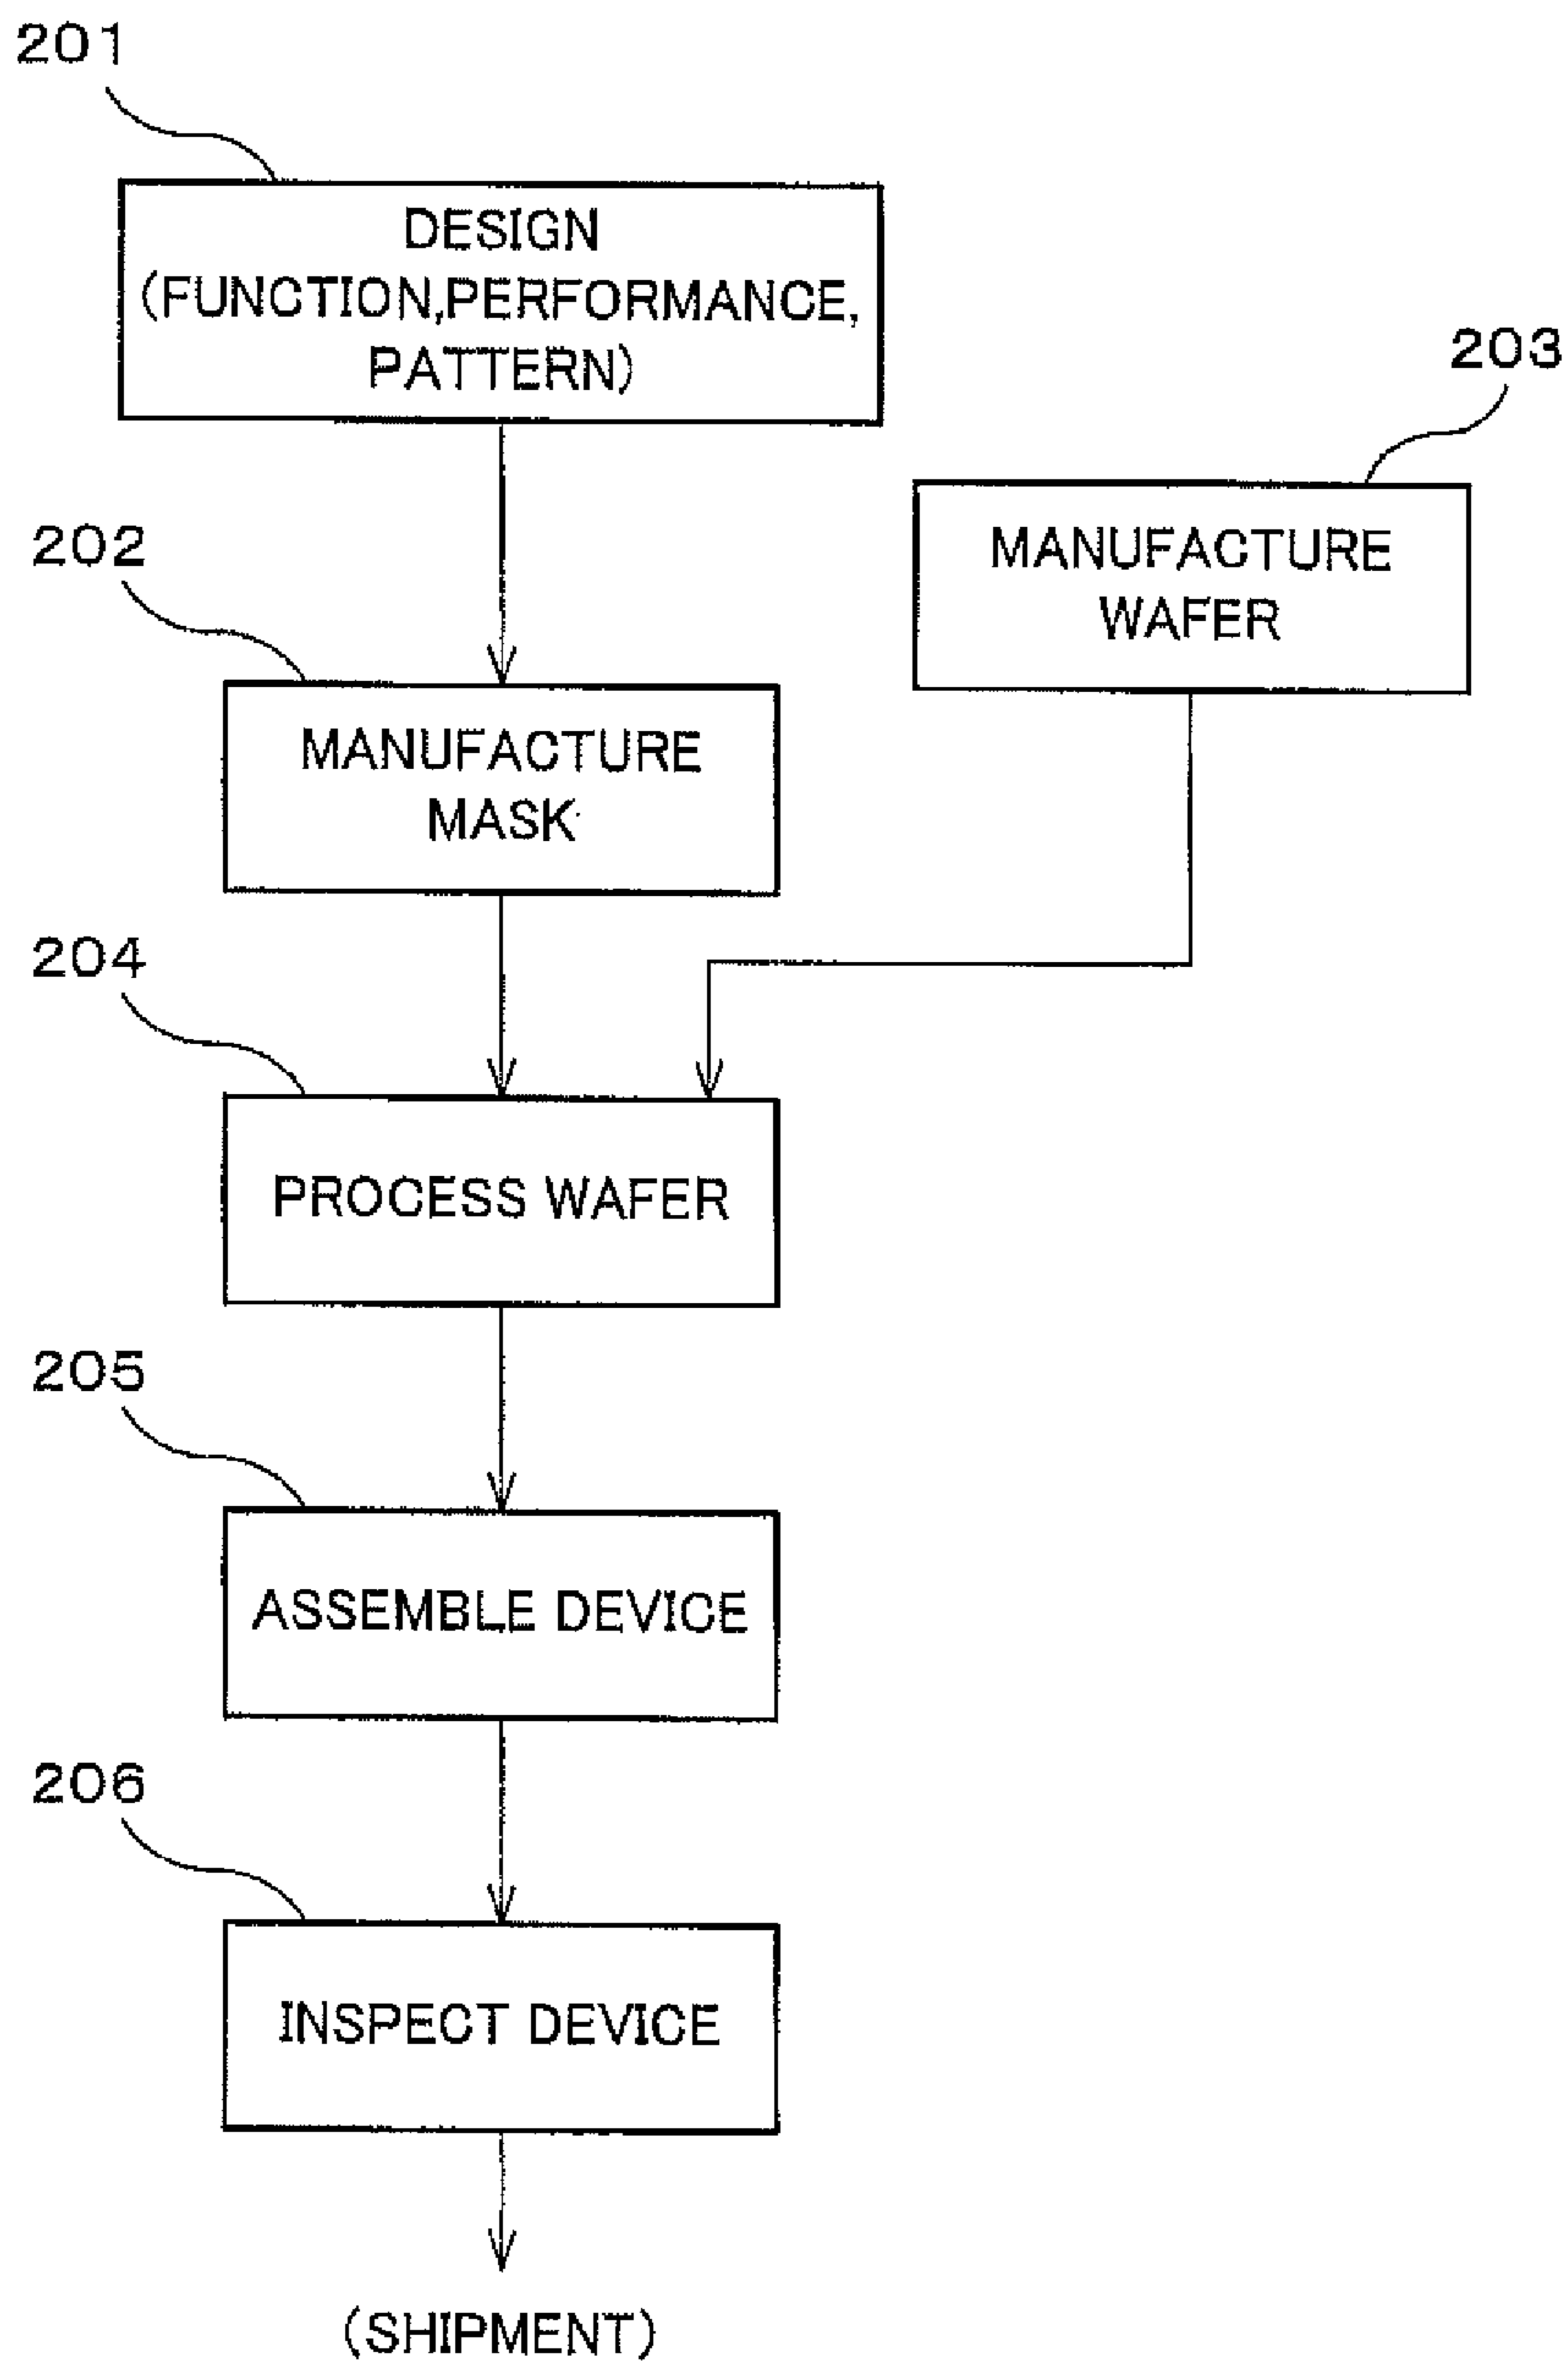 201
DESIGN
(FUNCTION,PERFORMANCE,
PATTERN)
203
MANUFACTURE
WAFER
202
MANUFACTURE
MASK
204
PROCESS WAFER
205
ASSEMBLE DEVICE
206
INSPECT DEVICE
(SHIPMENT)